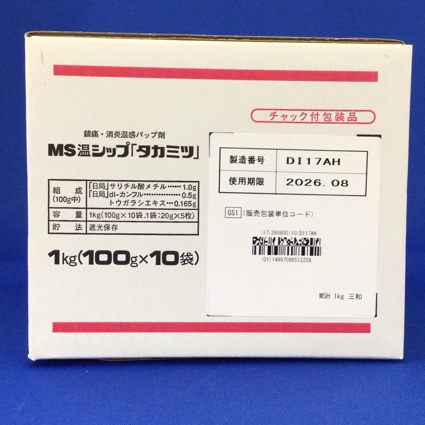 チャック付包装品
鎮痛・消炎温感パップ剤
MS温シップ「タカミツ」
組成(100g中)
「日局」サリチル酸メチル……1.0g
「日局」dl-カンフル……0.5g
トウガラシエキス…0.165g
容量 1kg(100g×10袋、1袋:20g×5枚)
貯法 遮光保存
1kg(100g×10袋)
製造番号 DI17AH
使用期限 2026.08
GS1 (販売包装単位コード)
(17)260800(10)DI17AH
(01)14987086512258
MSH 1kg 三和